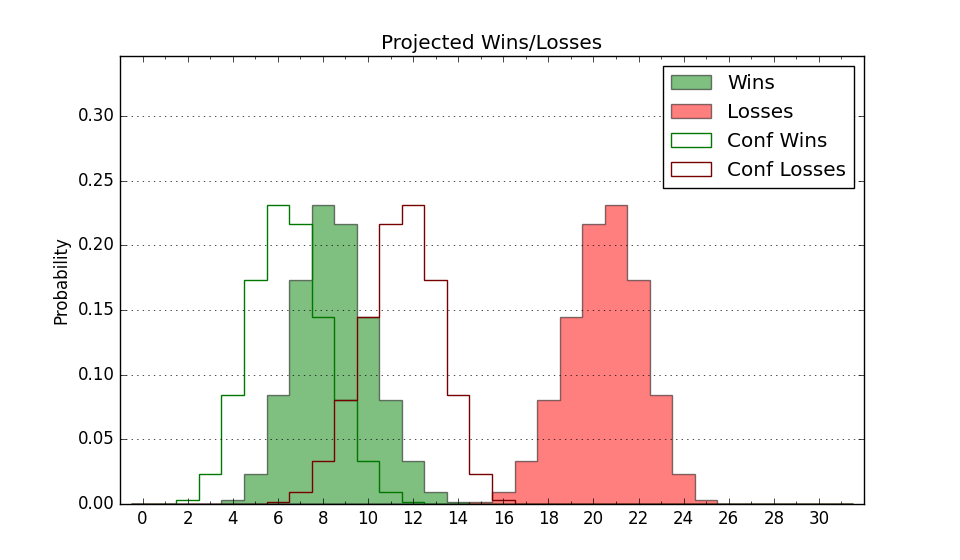 Projected Wins/Losses
Wins
Losses
Conf Wins
Conf Losses
Probability
0.30
0.25
0.20
0.15
0.10
0.05
0.00
0 2 4 6 8 10 12 14 16 18 20 22 24 26 28 30